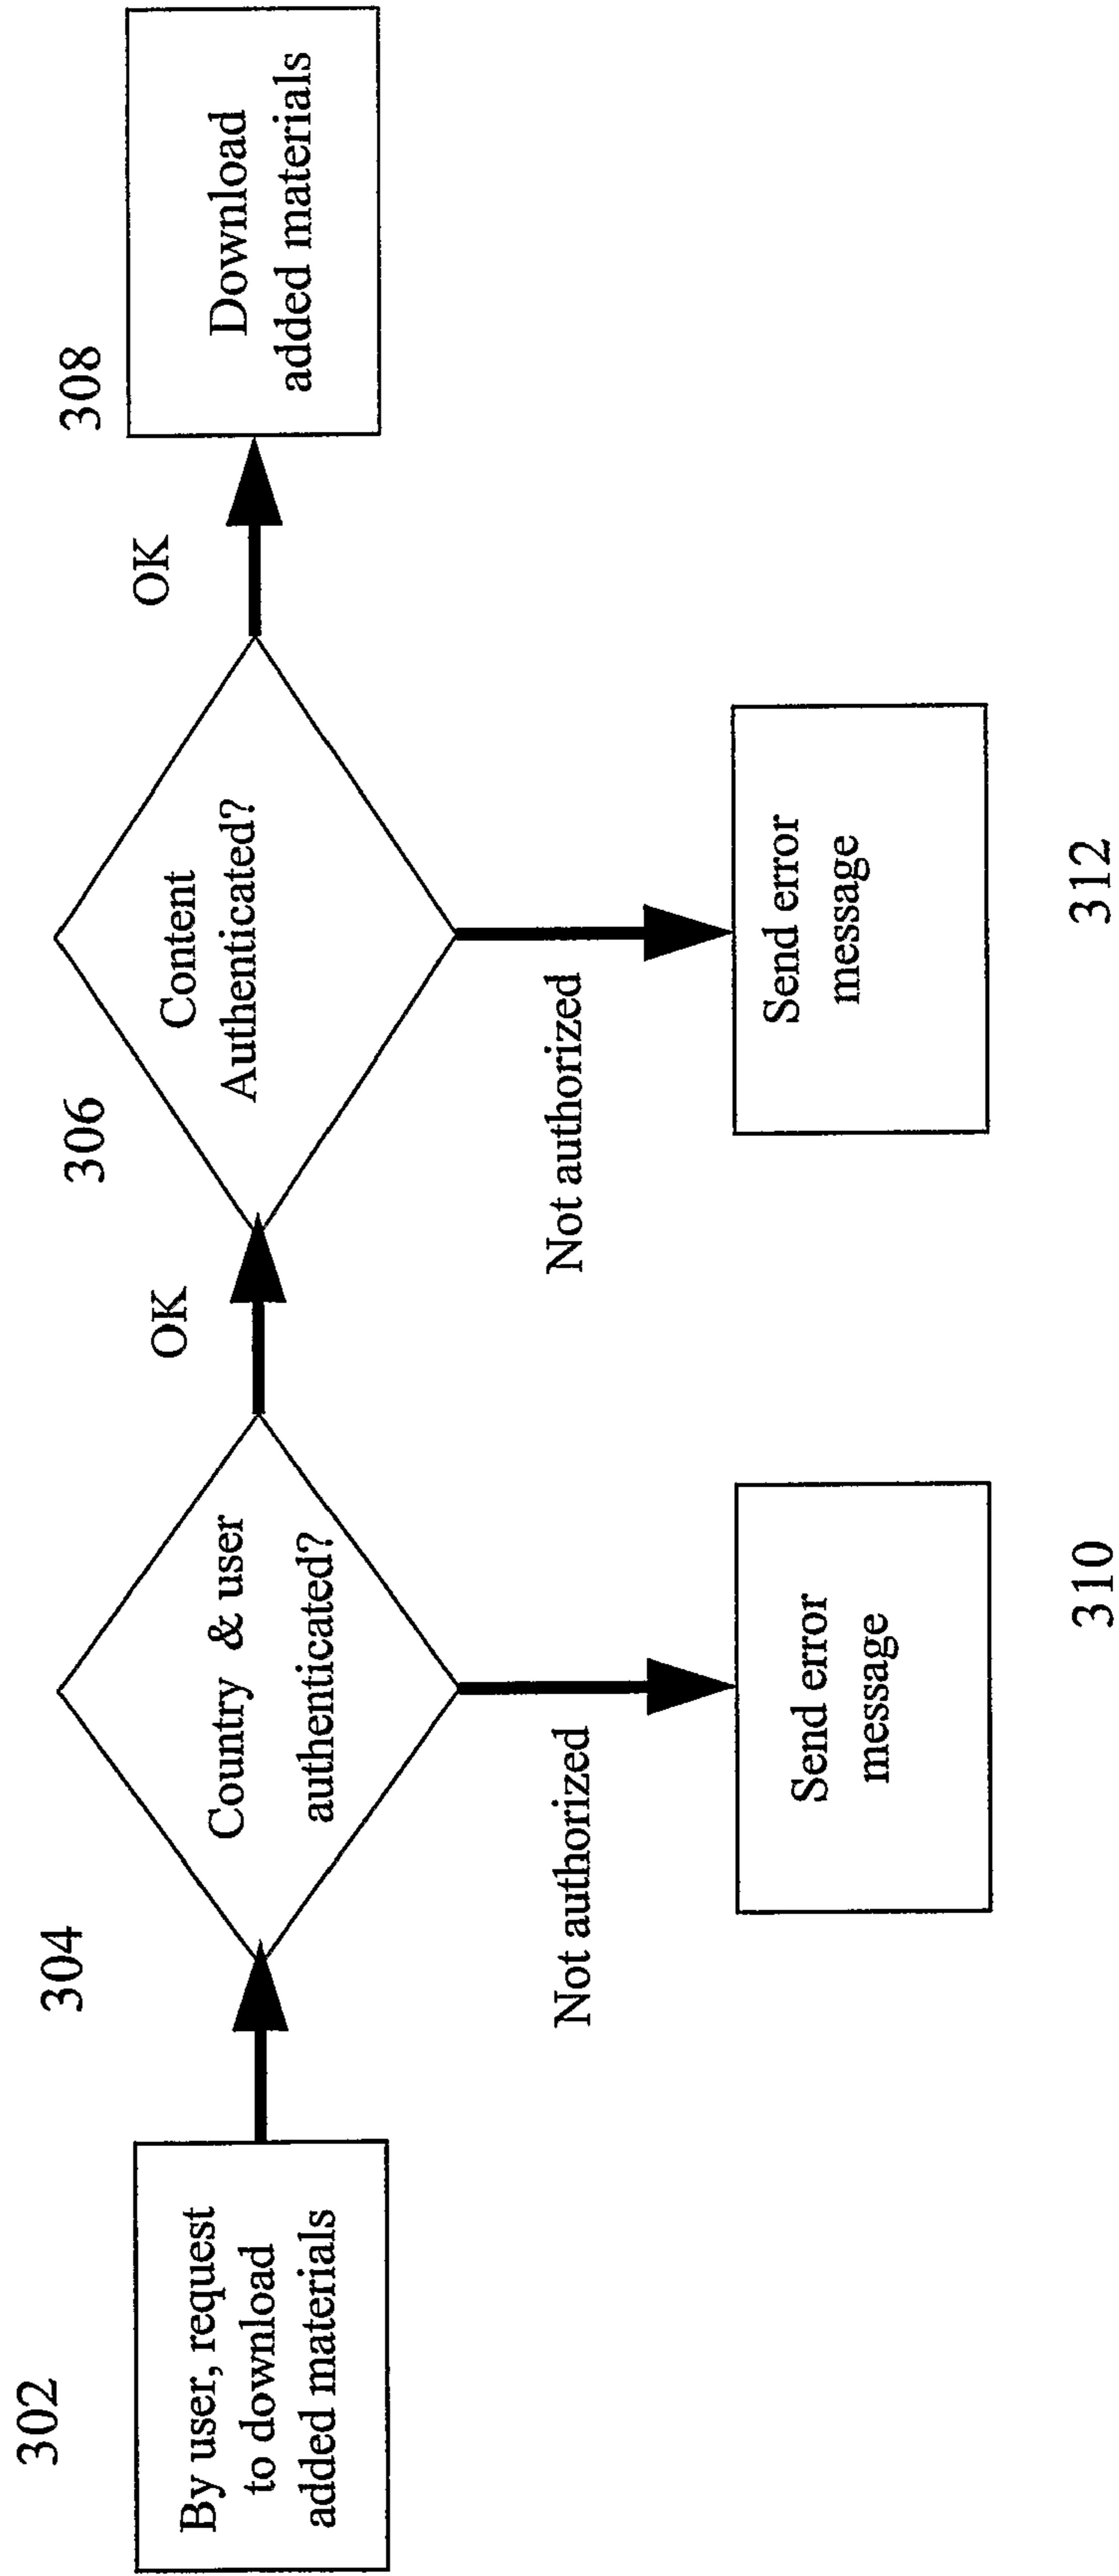 302
By user, request
to download
added materials
304
Country & user
authenticated?
OK
Not authorized
Send error
message
310
306
Content
Authenticated?
OK
Not authorized
Send error
message
312
308
Download
added materials